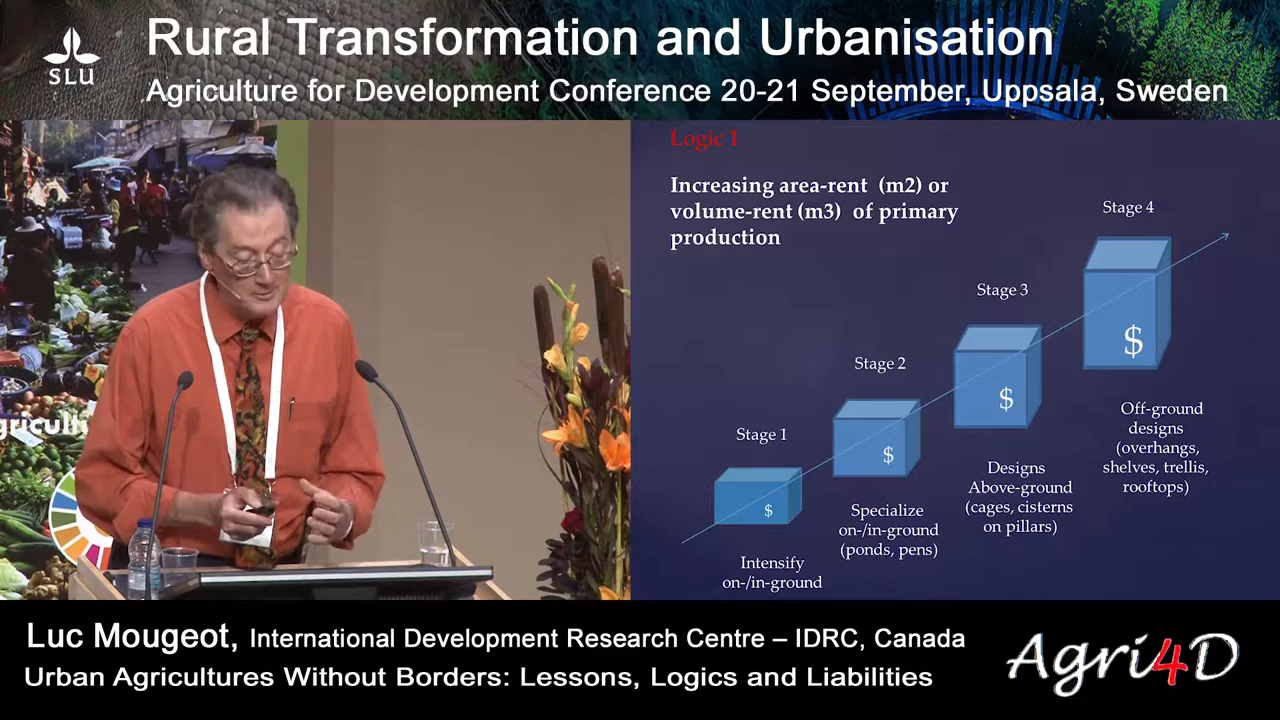 Rural Transformation and Urbanisation
SLU
Agriculture for Development Conference 20-21 September, Uppsala, Sweden
Logic 1
Increasing area-rent (m2) or
volume-rent (m3) of primary
production
Stage 1
$
Intensify
on-/in-ground
Stage 2
$
Specialize
on-/in-ground
(ponds, pens)
Stage 3
$
Designs
Above-ground
(cages, cisterns
on pillars)
Stage 4
$
Off-ground
designs
(overhangs,
shelves, trellis,
rooftops)
Luc Mougeot, International Development Research Centre – IDRC, Canada
Urban Agricultures Without Borders: Lessons, Logics and Liabilities
Agri4D